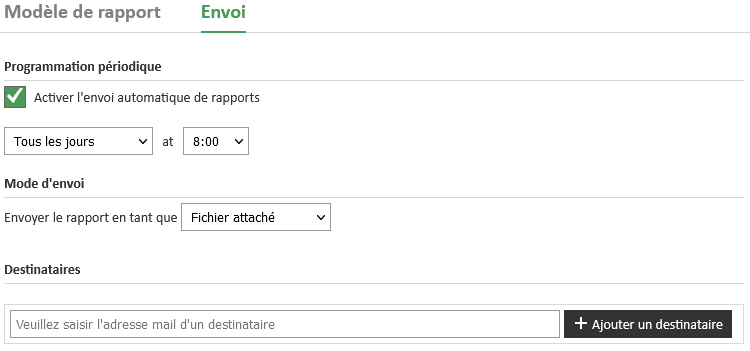 Modèle de rapport Envoi
Programmation périodique
Activer l'envoi automatique de rapports
Tous les jours at 8:00
Mode d'envoi
Envoyer le rapport en tant que Fichier attaché
Destinataires
Veuillez saisir l'adresse mail d'un destinataire + Ajouter un destinataire